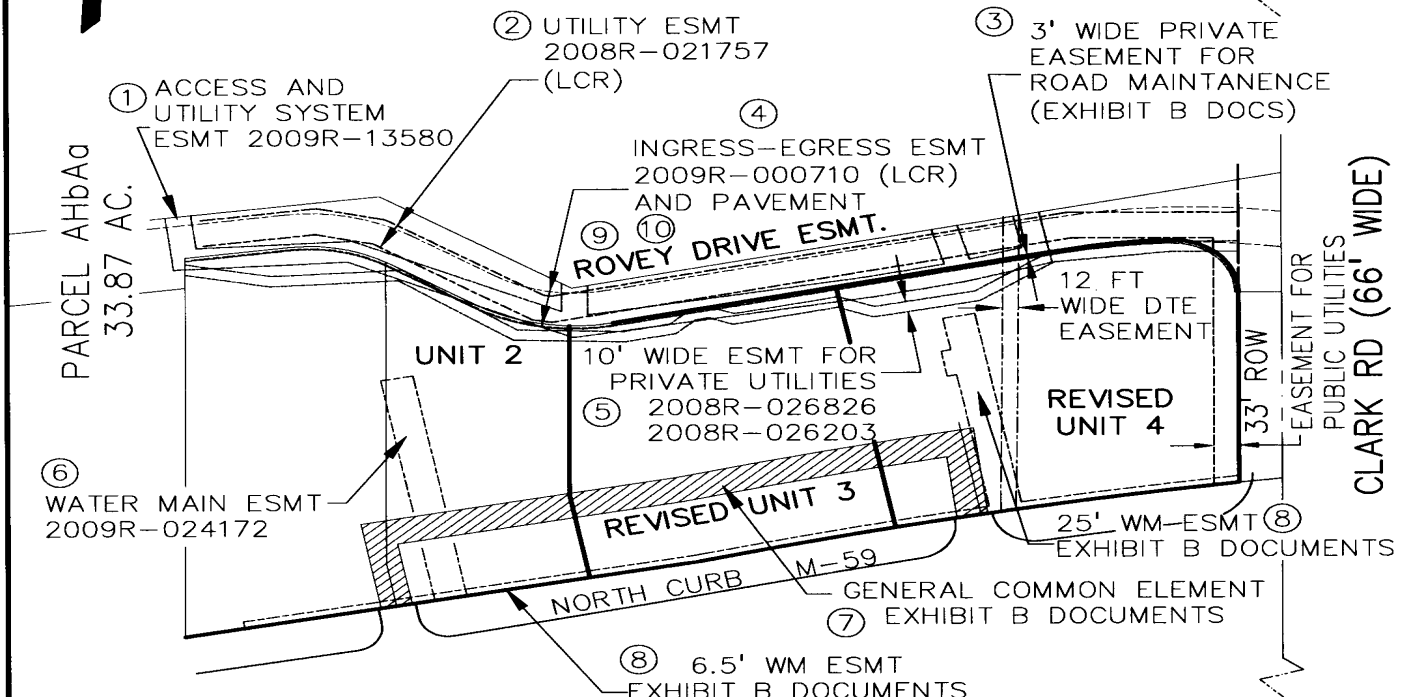 ② UTILITY ESMT
2008R-021757
(LCR)
③ 3' WIDE PRIVATE
EASEMENT FOR
ROAD MAINTANENCE
(EXHIBIT B DOCS)
① ACCESS AND
UTILITY SYSTEM
ESMT 2009R-13580
④
INGRESS-EGRESS ESMT
2009R-000710 (LCR)
AND PAVEMENT
⑨ ⑩
ROVEY DRIVE ESMT.
PARCEL AHbAa
33.87 AC.
12 FT
WIDE DTE
EASEMENT
UNIT 2
10' WIDE ESMT FOR
PRIVATE UTILITIES
⑤ 2008R-026826
2008R-026203
REVISED
UNIT 4
33' ROW
EASEMENT FOR
PUBLIC UTILITIES
CLARK RD (66' WIDE)
⑥
WATER MAIN ESMT
2009R-024172
REVISED UNIT 3
25' WM-ESMT ⑧
EXHIBIT B DOCUMENTS
NORTH CURB M-59
GENERAL COMMON ELEMENT
⑦ EXHIBIT B DOCUMENTS
⑧ 6.5' WM ESMT
EXHIBIT B DOCUMENTS